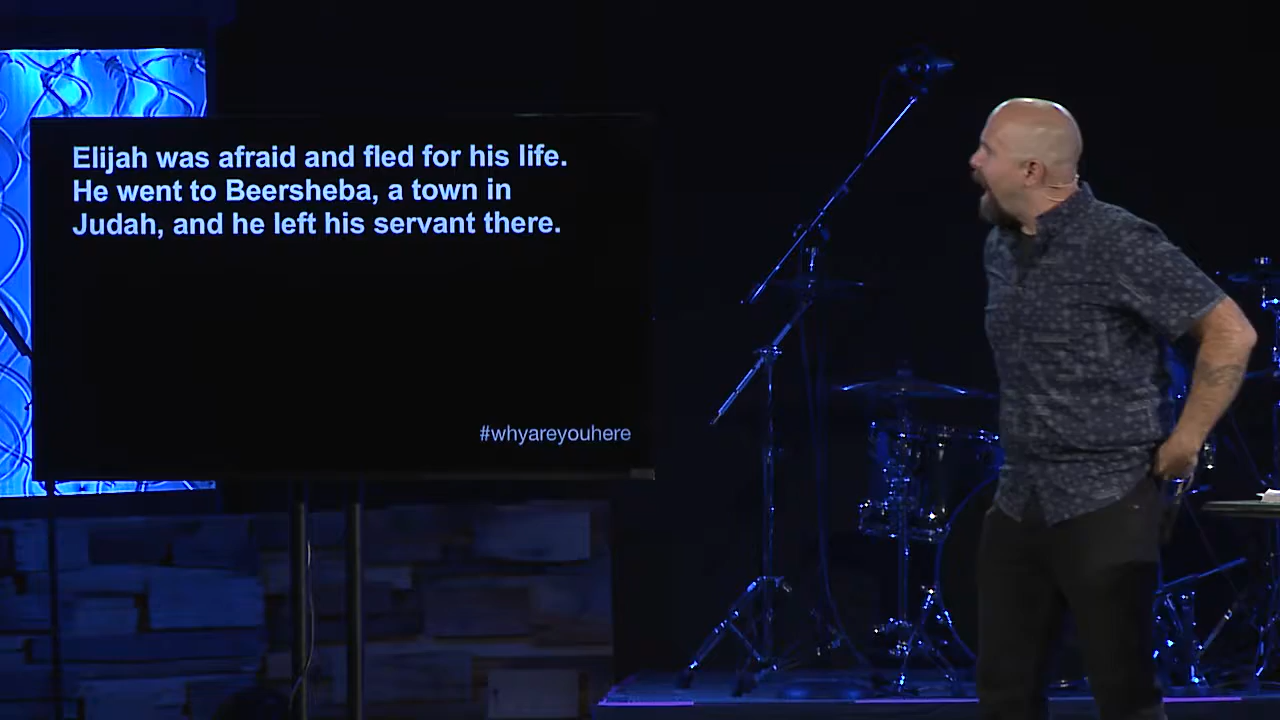 Elijah was afraid and fled for his life.
He went to Beersheba, a town in
Judah, and he left his servant there.
#whyareyouhere